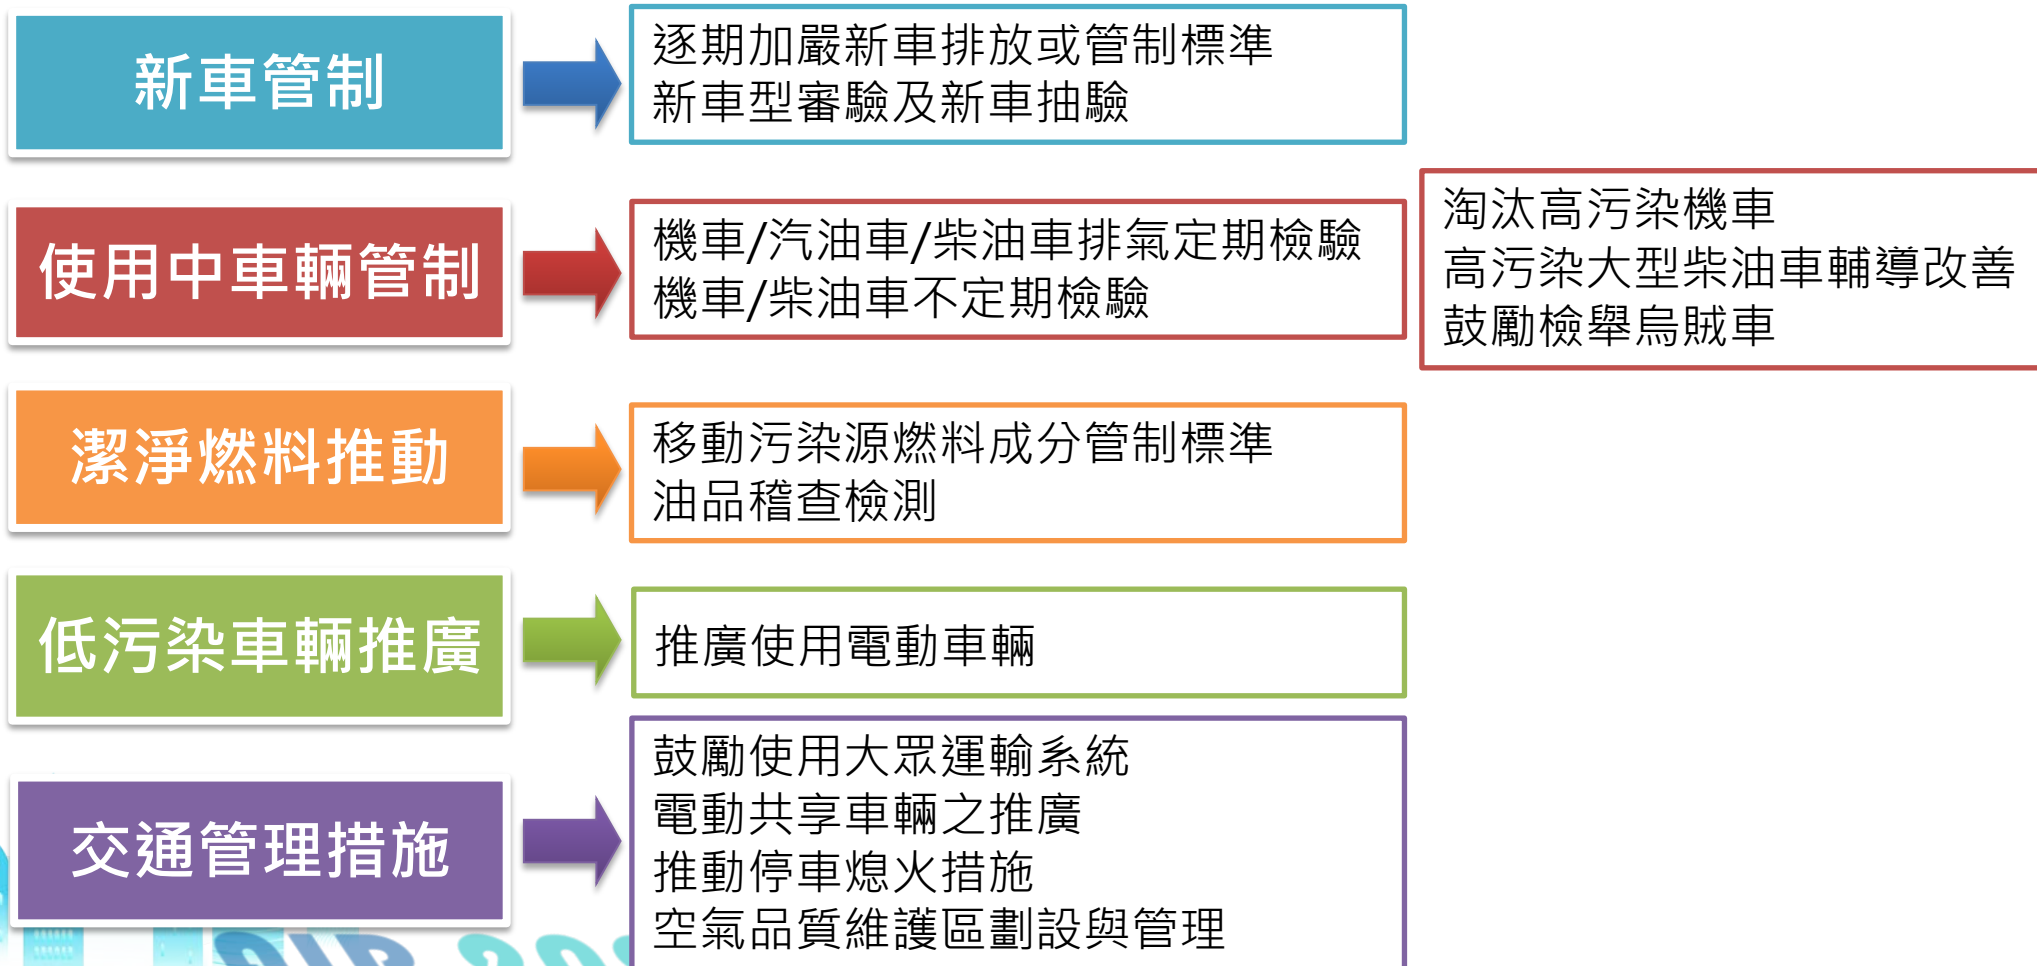 新車管制
逐期加嚴新車排放或管制標準
新車型審驗及新車抽驗
使用中車輛管制
機車/汽油車/柴油車排氣定期檢驗
機車/柴油車不定期檢驗
淘汰高污染機車
高污染大型柴油車輔導改善
鼓勵檢舉烏賊車
潔淨燃料推動
移動污染源燃料成分管制標準
油品稽查檢測
低污染車輛推廣
推廣使用電動車輛
交通管理措施
鼓勵使用大眾運輸系統
電動共享車輛之推廣
推動停車熄火措施
空氣品質維護區劃設與管理